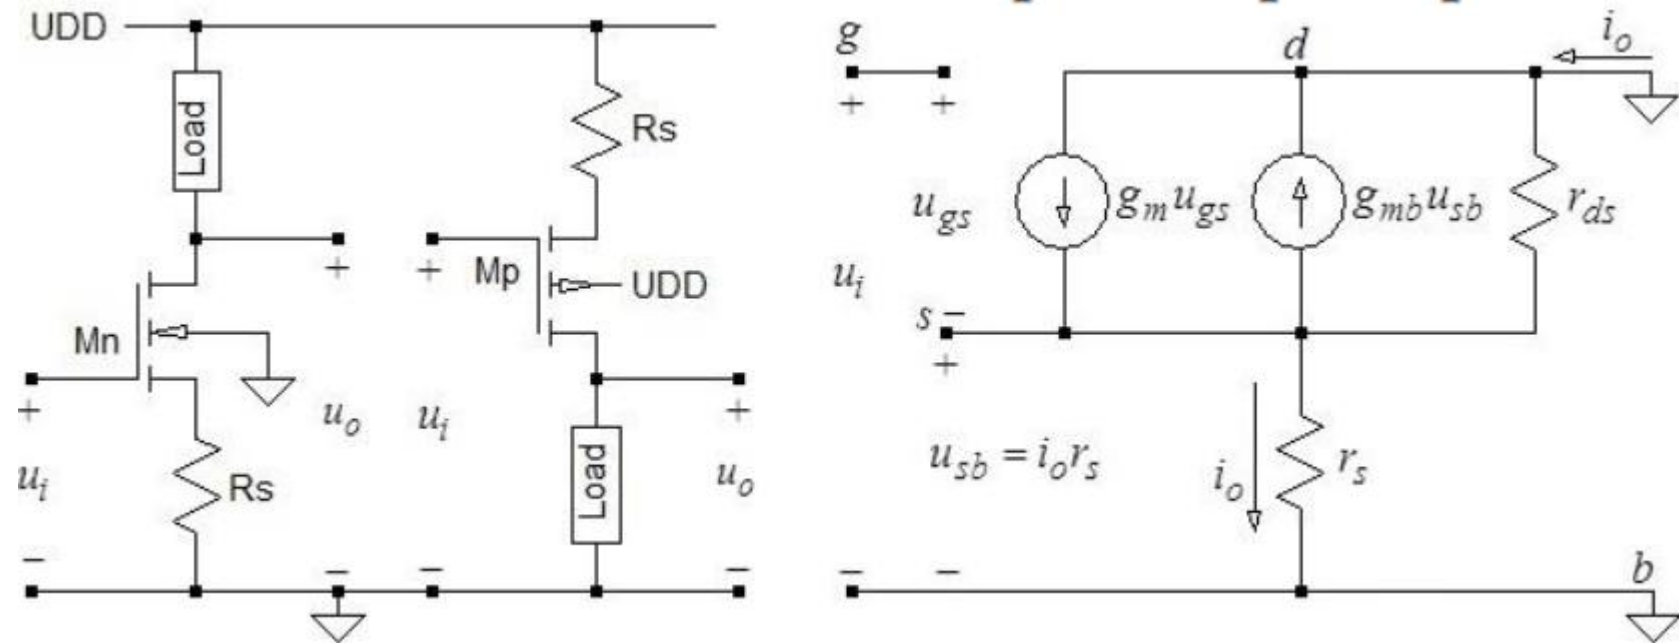 UDD
Load
Rs
+
+
Mp
UDD
Mn
+
u_o
u_i
+
u_i
Rs
Load
u_o
−
−
−
−
g
d
i_o
+
+
u_gs
g_m u_gs
g_mb u_sb
r_ds
u_i
s −
+
u_sb = i_o r_s
i_o
r_s
−
−
b